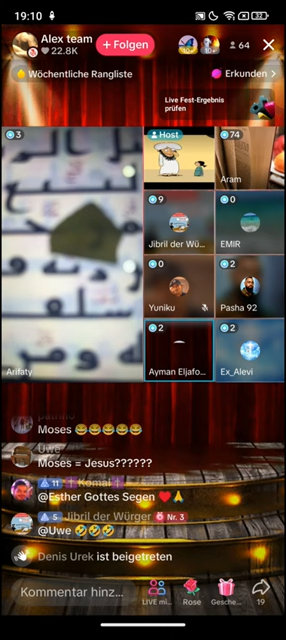 19:10
32
Alex team
22.8K
+ Folgen
64
Wöchentliche Rangliste
Erkunden >
Live Fest-Ergebnis
prüfen
3
Host
74
Aram
9
Jibril der Wü...
0
EMIR
0
Yuniku
2
Pasha 92
2
Ayman Eljafo...
2
Ex_Alevi
Arifaty
Moses 😂😂😂😂😂
Uwe
Moses = Jesus??????
11 Komai
@Esther Gottes Segen ❤️🙏
5 Jibril der Würger Nr. 3
@Uwe 🤣🤣🤣
Denis Urek ist beigetreten
Kommentar hinz...
LIVE mi...
Rose
Gesche...
19